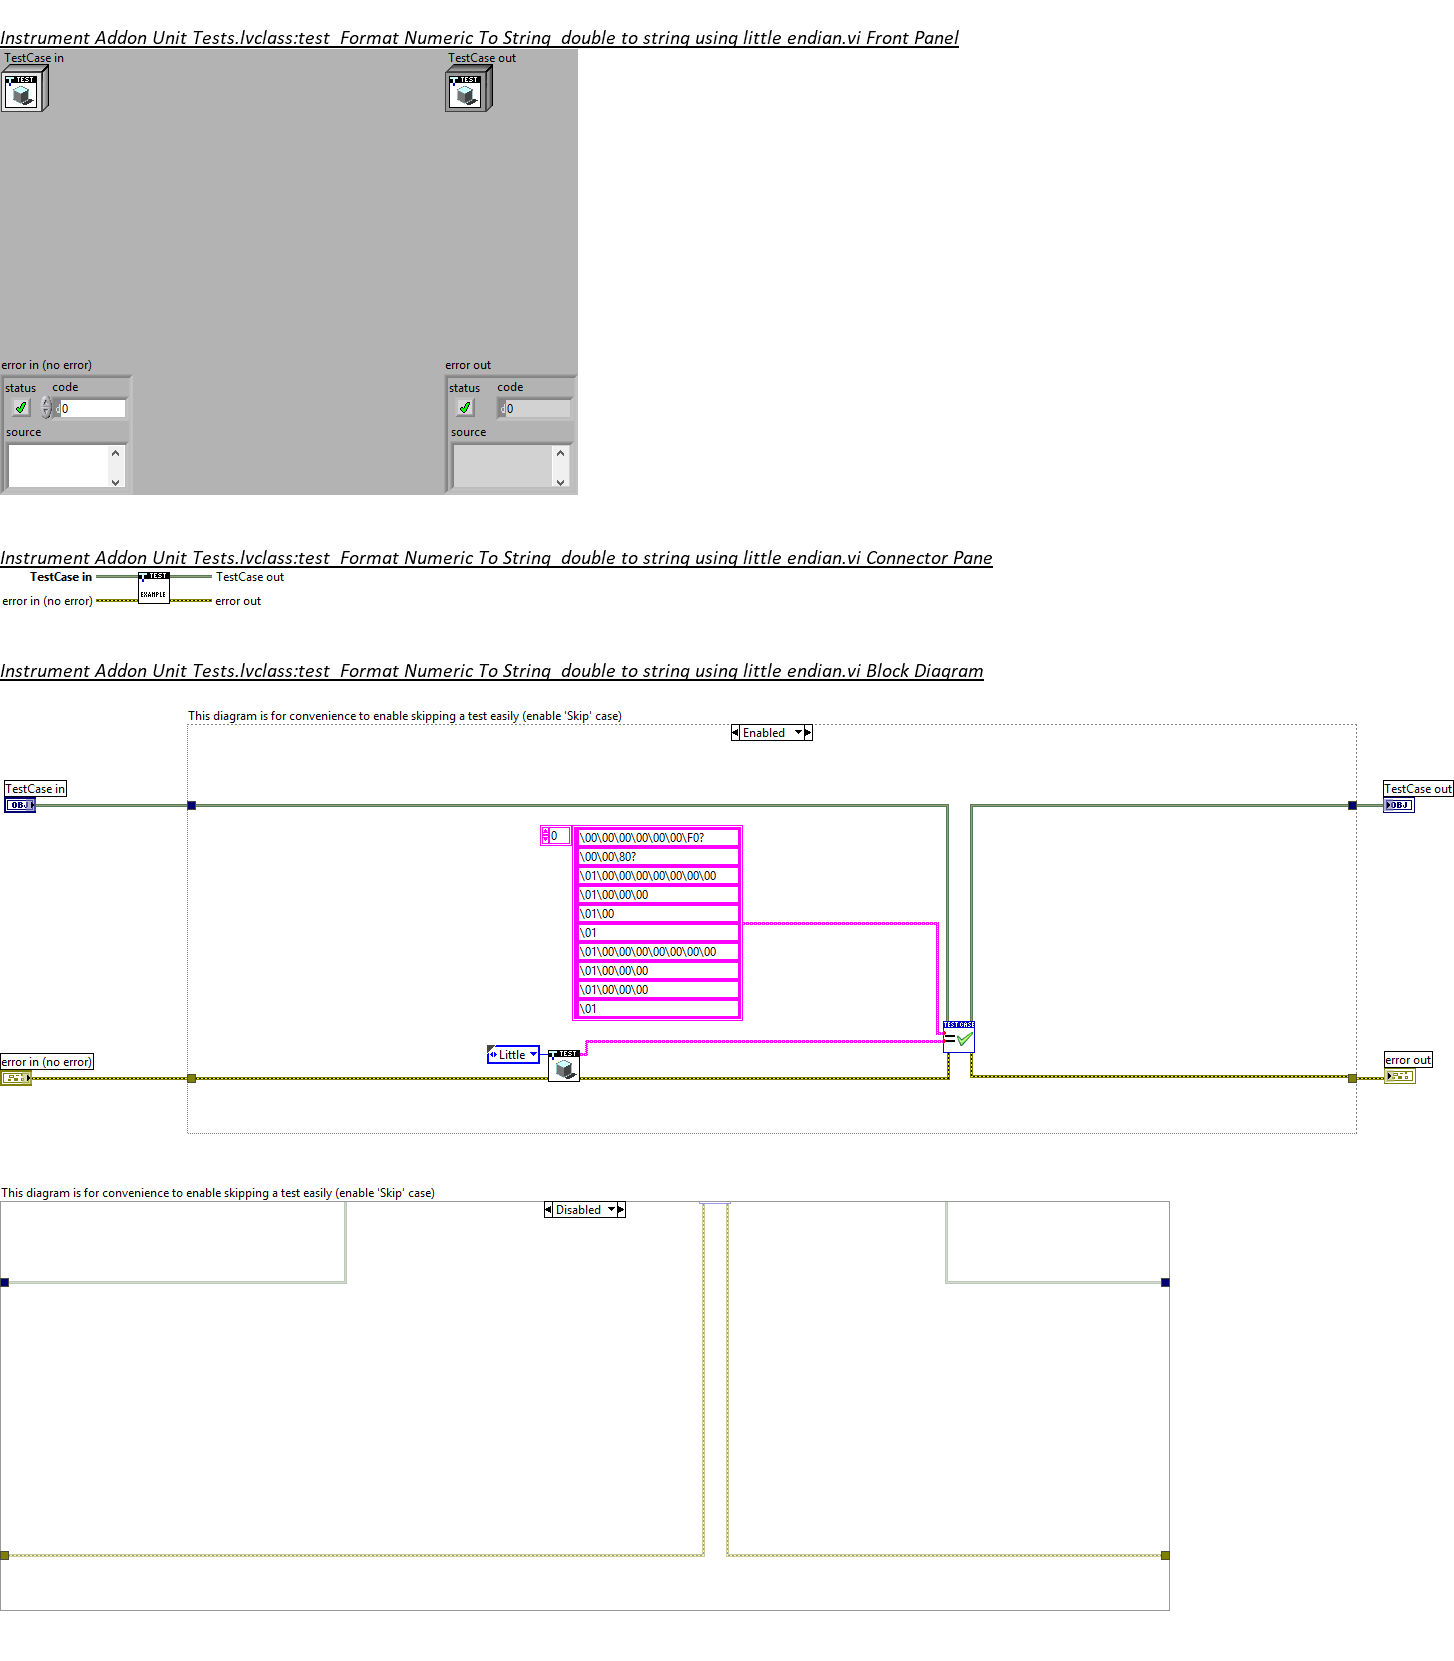 Instrument Addon Unit Tests.lvclass:test_Format Numeric To String_double to string using little endian.vi Front Panel
TestCase in
TestCase out
TEST
TEST
error in (no error)
error out
status code
status code
d0
d0
source
source
Instrument Addon Unit Tests.lvclass:test_Format Numeric To String_double to string using little endian.vi Connector Pane
TestCase in
TEST
TestCase out
error in (no error)
EXAMPLE
error out
Instrument Addon Unit Tests.lvclass:test_Format Numeric To String_double to string using little endian.vi Block Diagram
This diagram is for convenience to enable skipping a test easily (enable 'Skip' case)
Enabled
TestCase in
OBJ
TestCase out
OBJ
0
\00\00\00\00\00\00\F0?
\00\00\80?
\01\00\00\00\00\00\00\00
\01\00\00\00
\01\00
\01
\01\00\00\00\00\00\00\00
\01\00\00\00
\01\00\00\00
\01
TEST CASE
Little
TEST
error in (no error)
error out
This diagram is for convenience to enable skipping a test easily (enable 'Skip' case)
Disabled